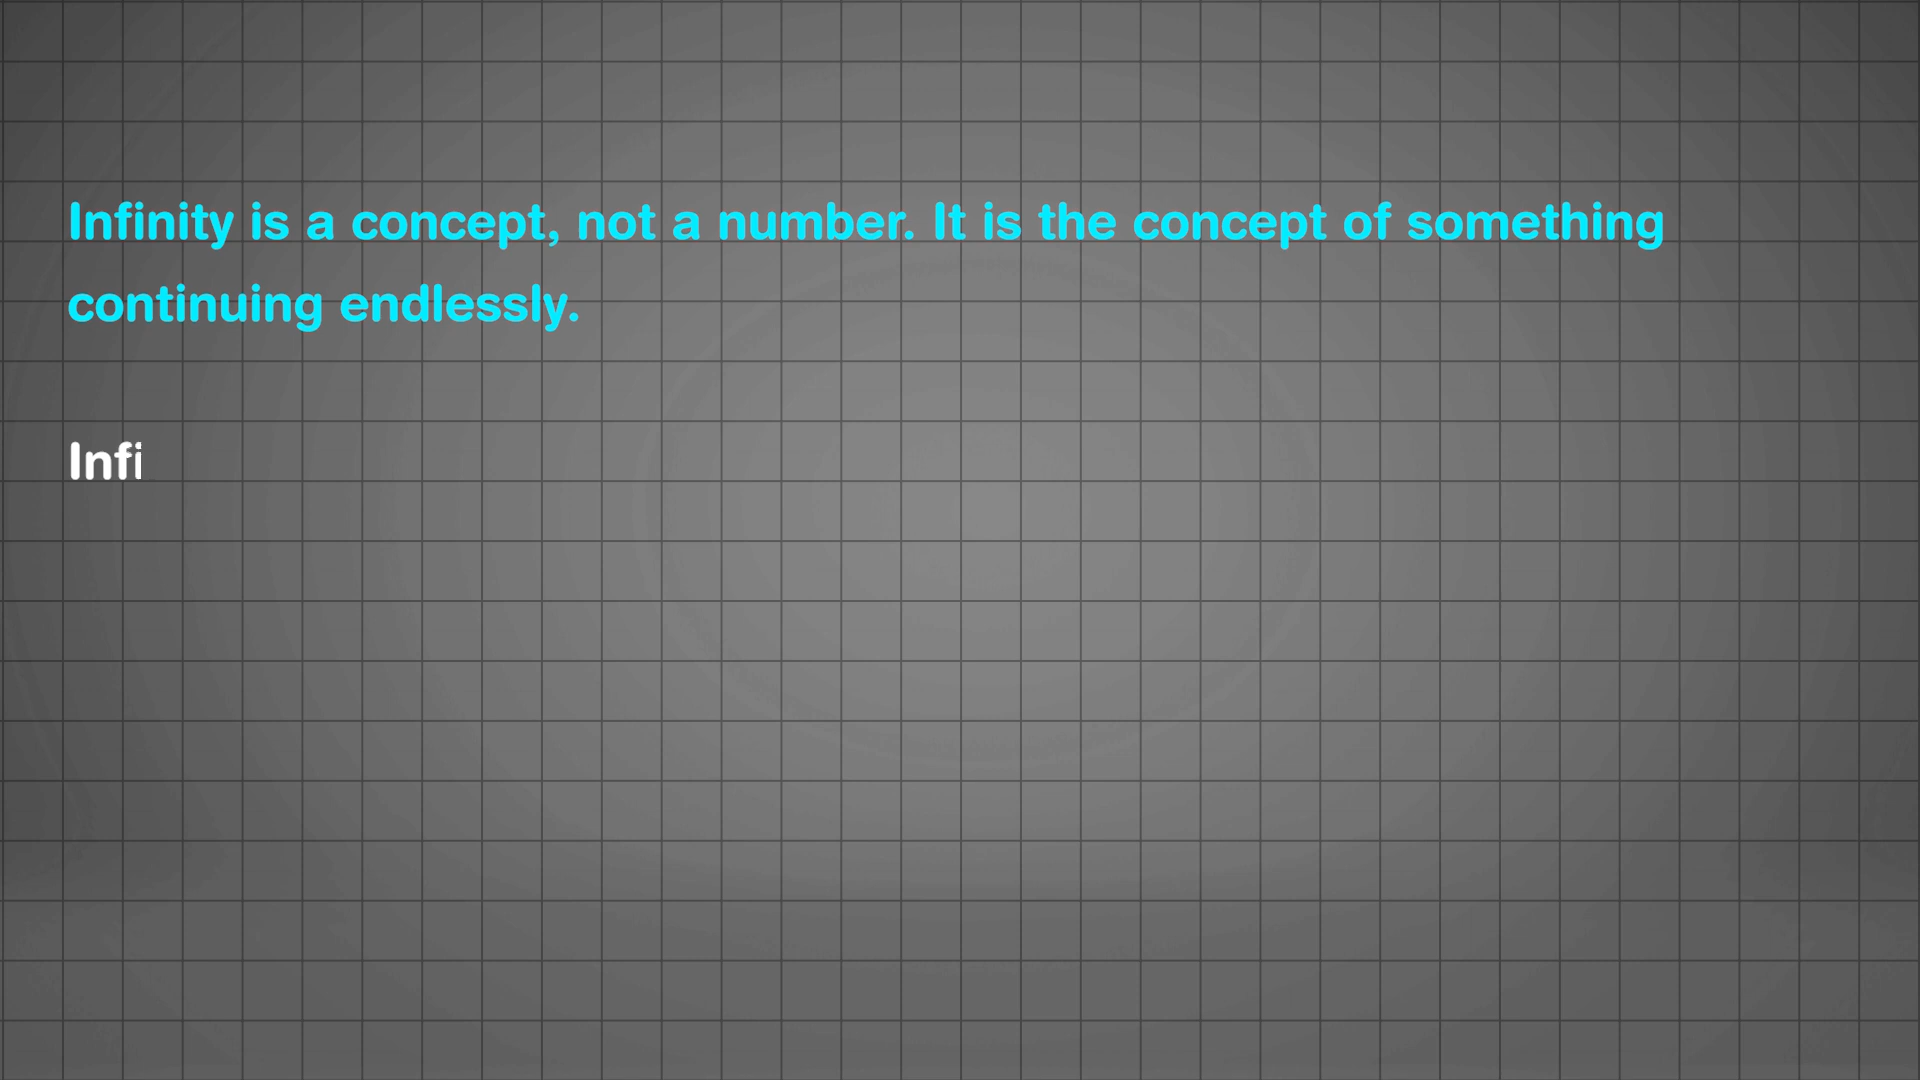 Infinity is a concept, not a number. It is the concept of something
continuing endlessly.
Infi